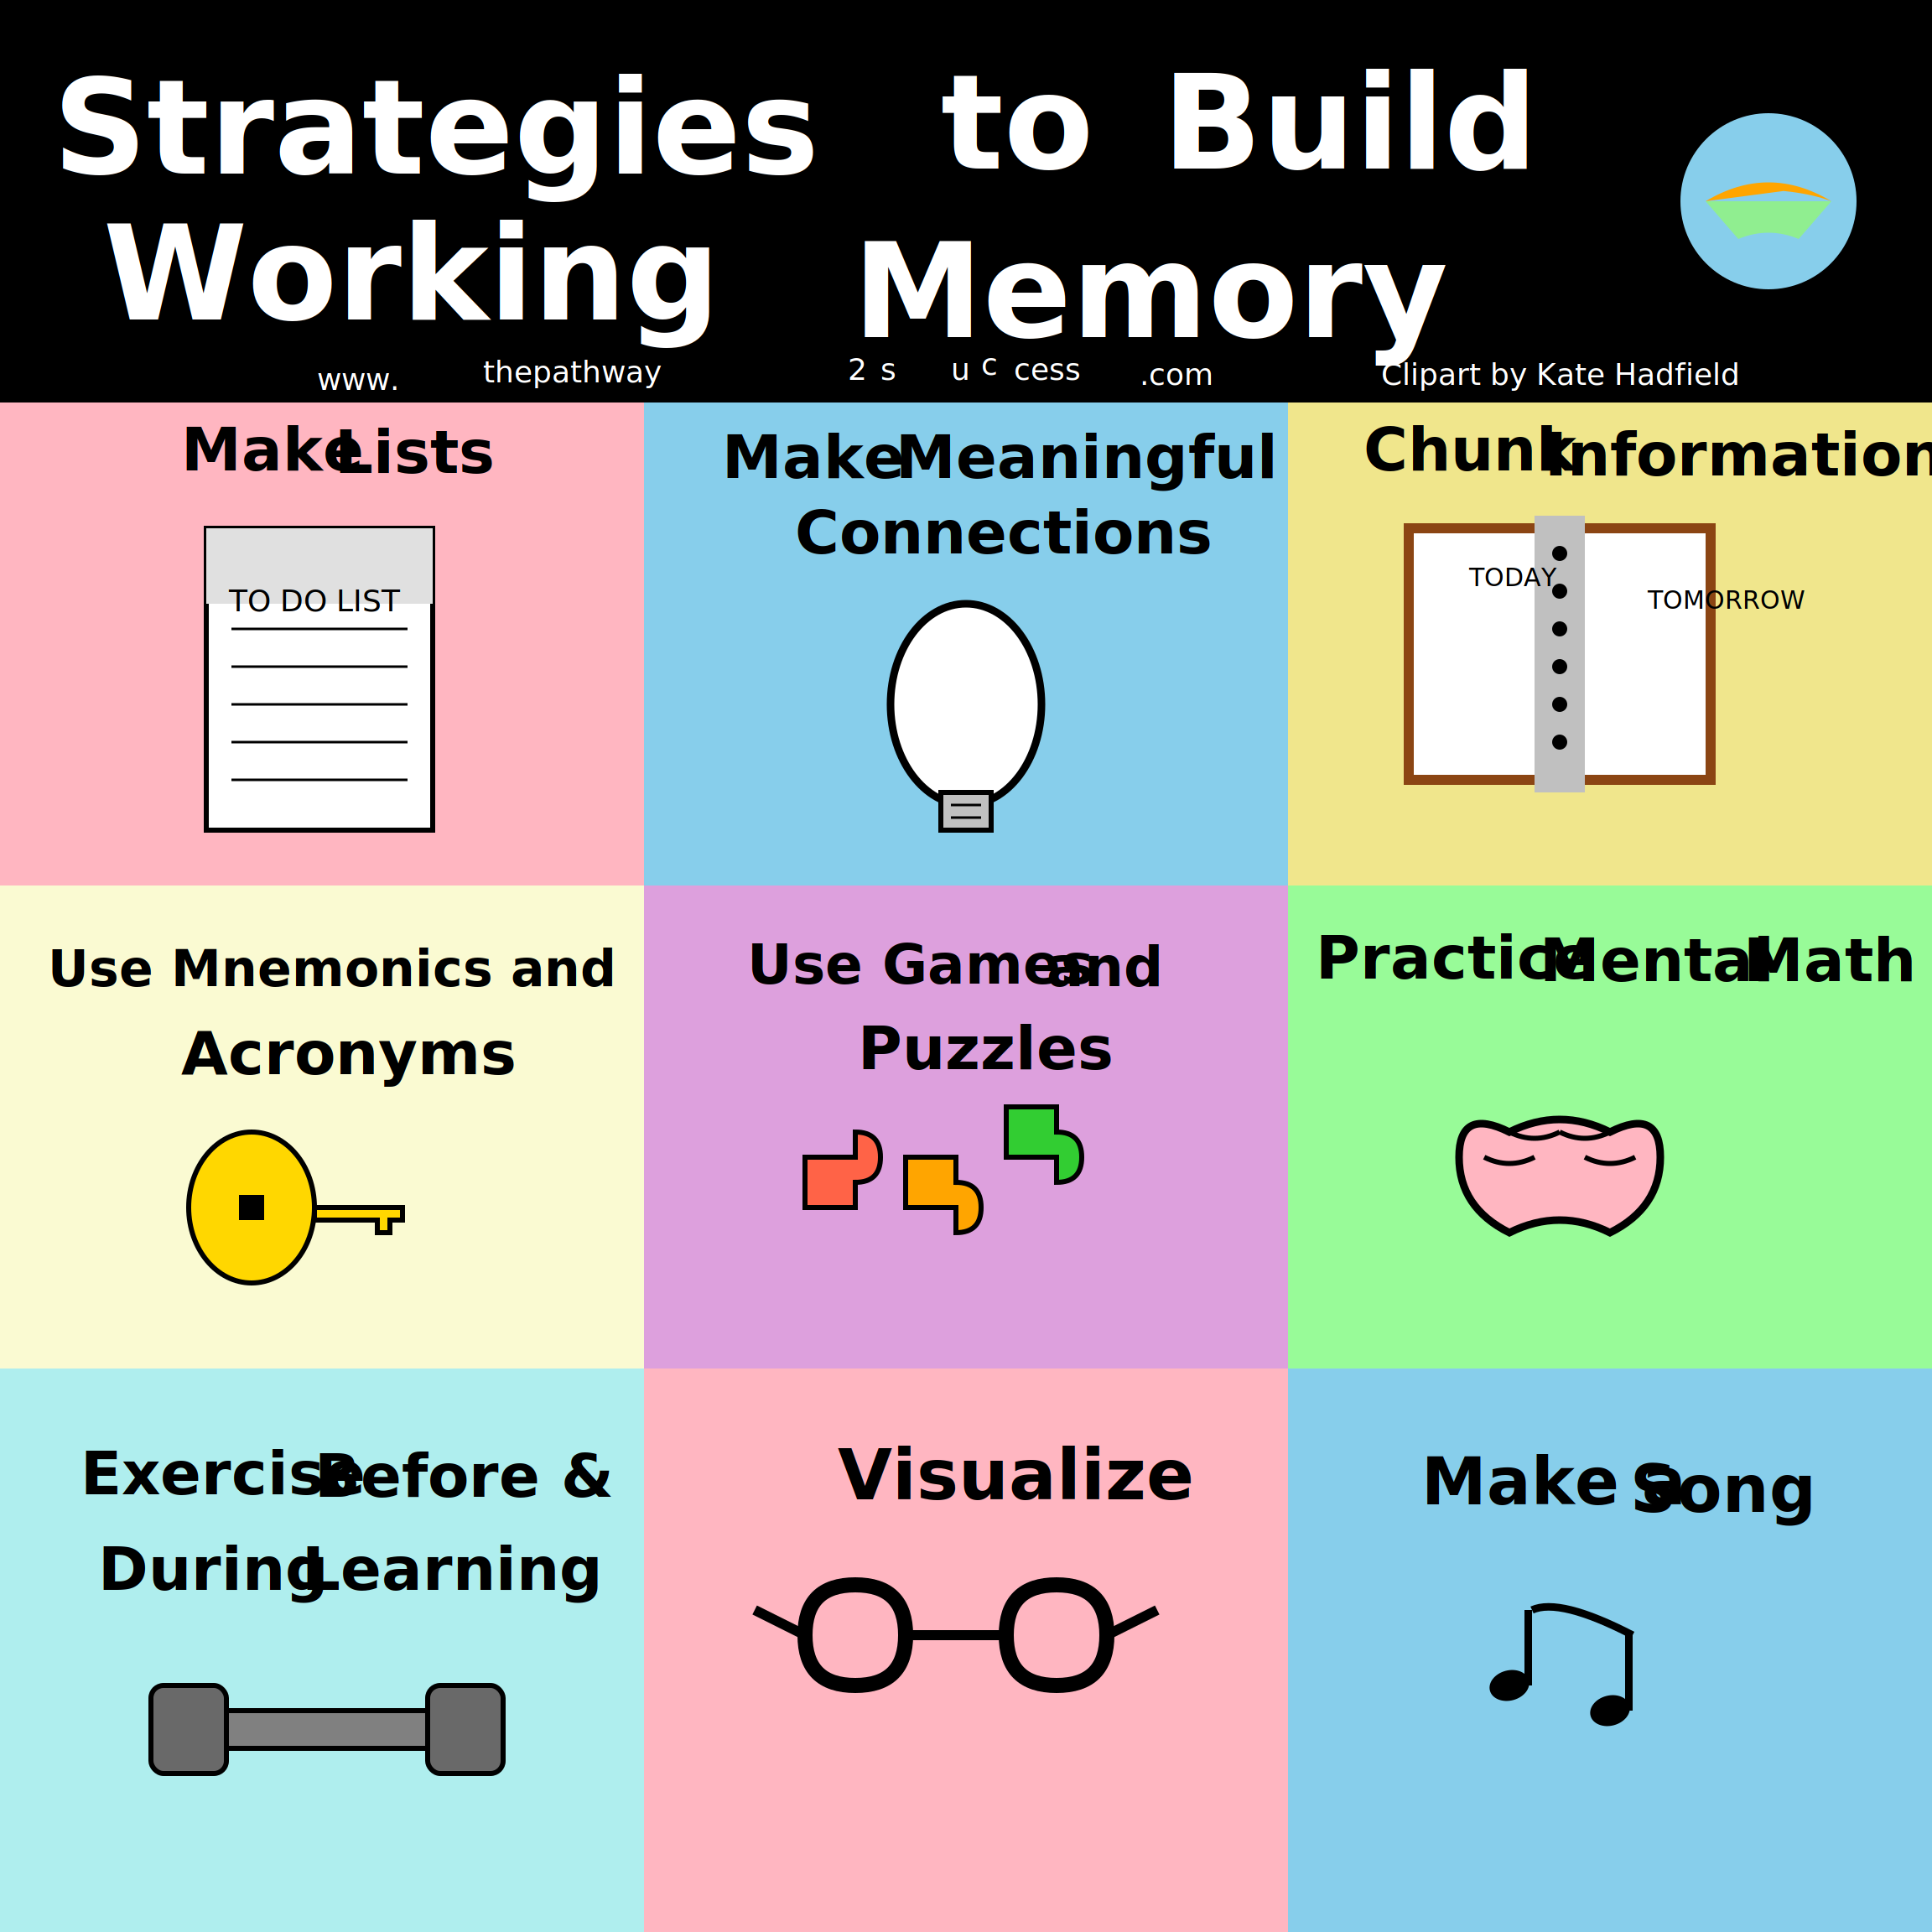 Strategies to Build
Working Memory
www. thepathway 2 s u c cess .com Clipart by Kate Hadfield
Make Lists
TO DO LIST
Make Meaningful
Connections
Chunk Information
TODAY
TOMORROW
Use Mnemonics and
Acronyms
Use Games and
Puzzles
Practice Mental Math
Exercise Before &
During Learning
Visualize
Make a Song